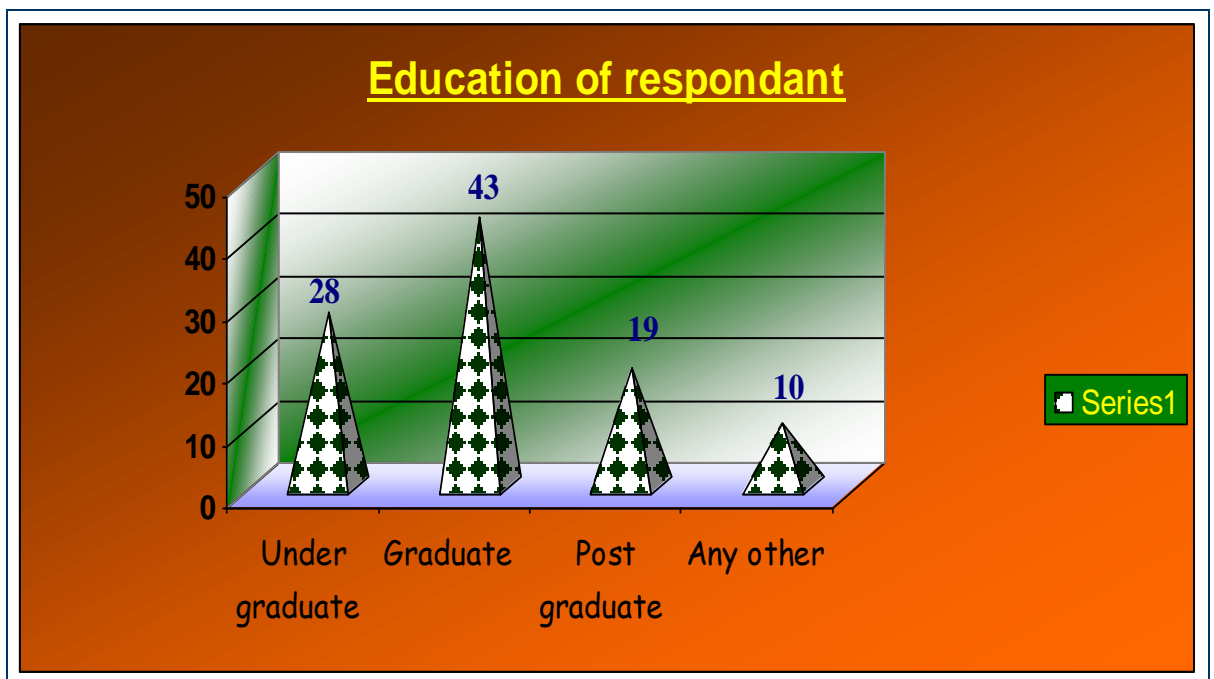 Education of respondant
50
40
30
20
10
0
28
43
19
10
Under
graduate
Graduate
Post
graduate
Any other
Series1